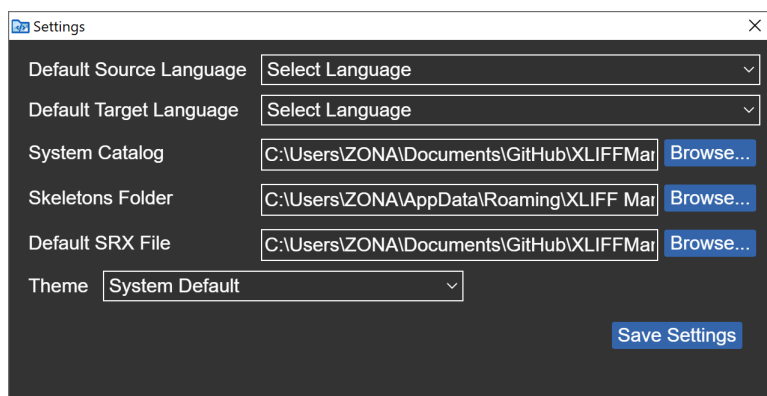 Settings
Default Source Language Select Language
Default Target Language Select Language
System Catalog C:\Users\ZONA\Documents\GitHub\XLIFFMar Browse...
Skeletons Folder C:\Users\ZONA\AppData\Roaming\XLIFF Mar Browse...
Default SRX File C:\Users\ZONA\Documents\GitHub\XLIFFMar Browse...
Theme System Default
Save Settings